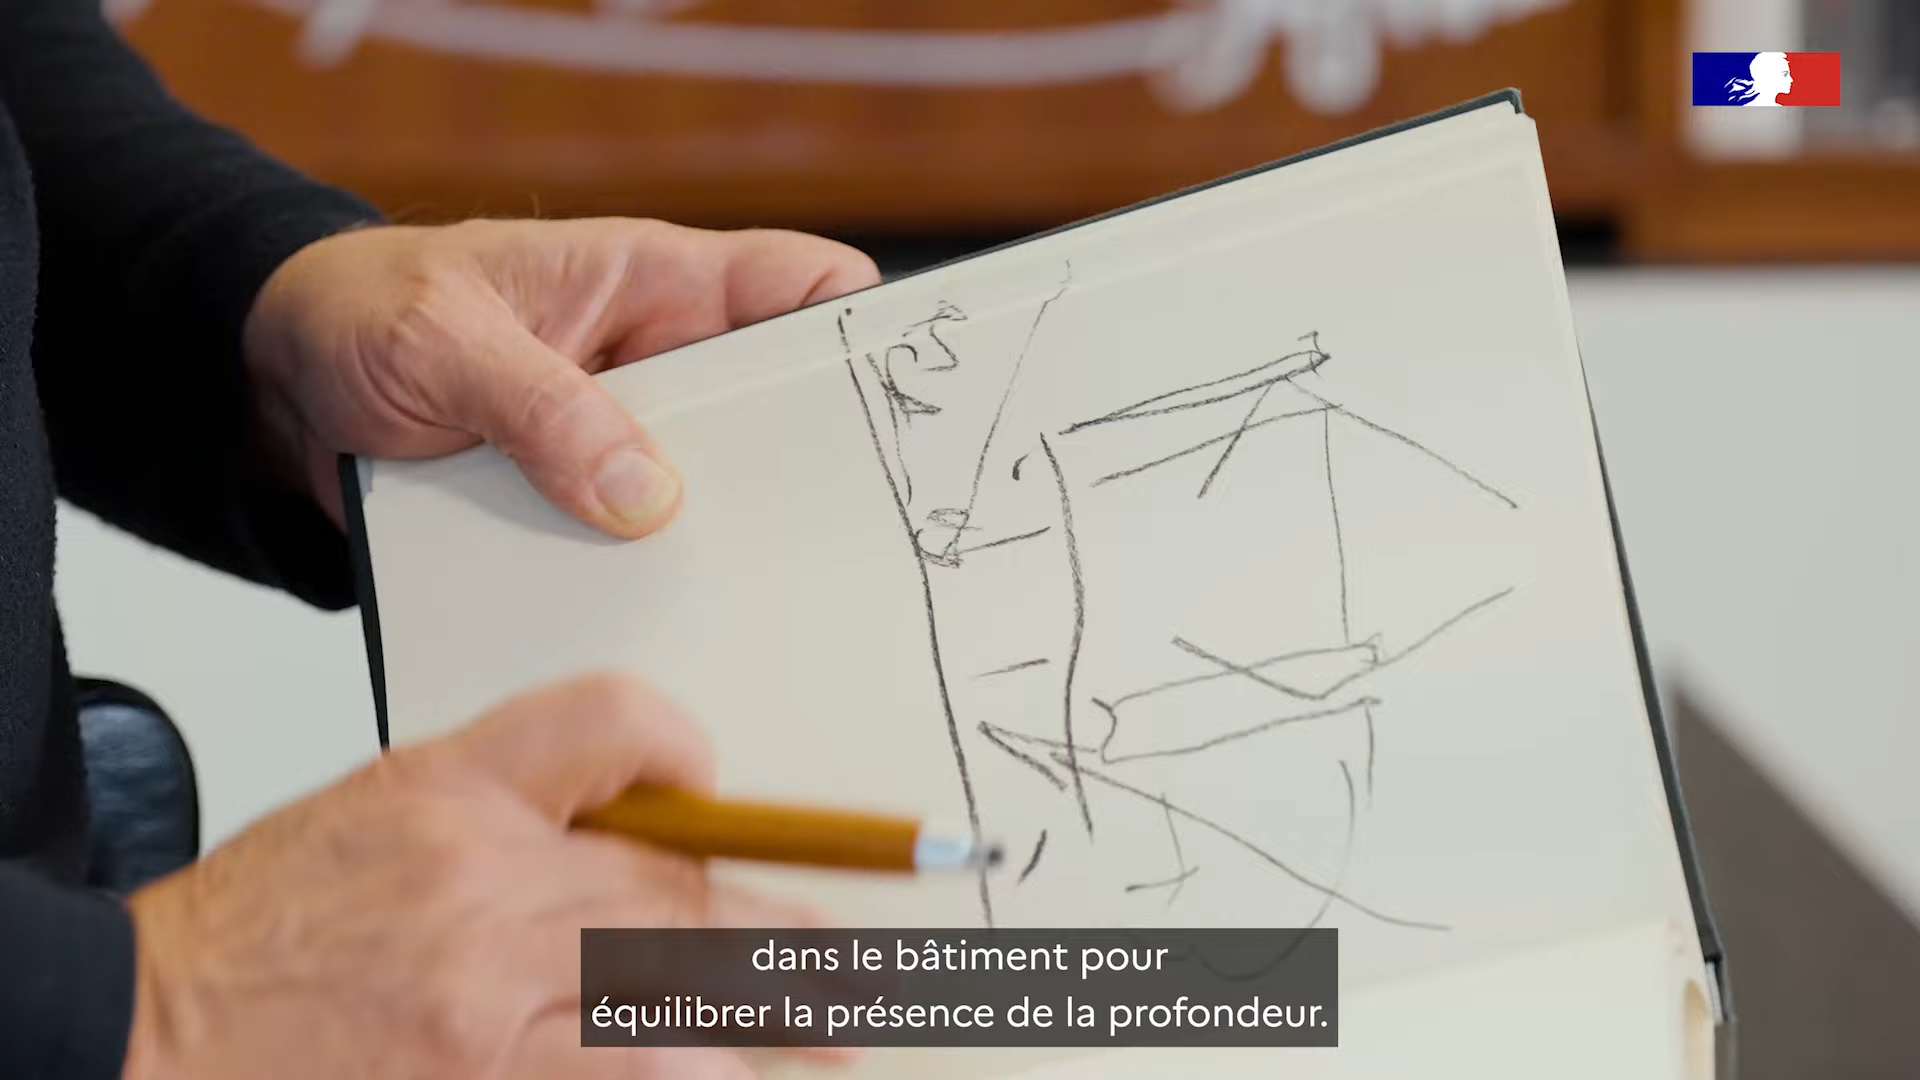 dans le bâtiment pour
équilibrer la présence de la profondeur.